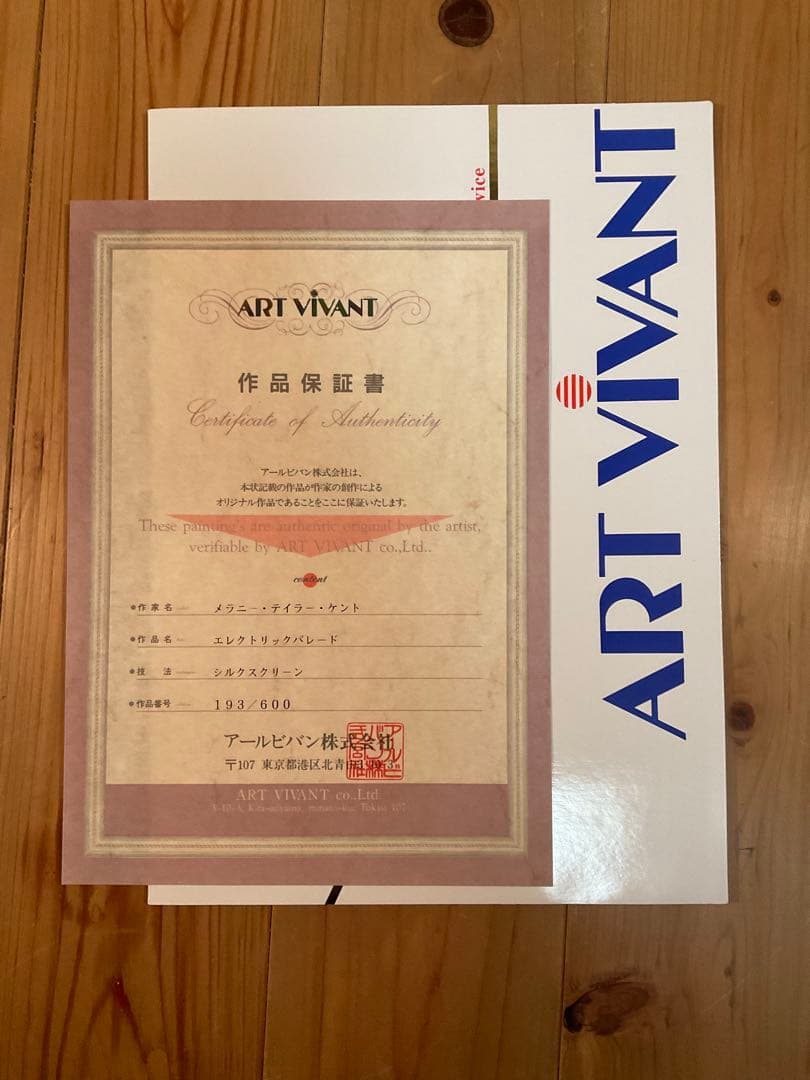 ART VIVANT
作品保証書
Certificate of Authenticity
アールビバン株式会社は、
本状記載の作品が作家の創作による
オリジナル作品であることをここに保証いたします。
These painting's are authentic original by the artist,
verifiable by ART VIVANT co.,Ltd..
content
●作家名 メラニー・テイラー・ケント
●作品名 エレクトリックパレード
●技 法 シルクスクリーン
●作品番号 193/600
アールビバン株式会社
〒107 東京都港区北青山
ART VIVANT co.,Ltd
Tokyo 107
vice
ART VIVANT